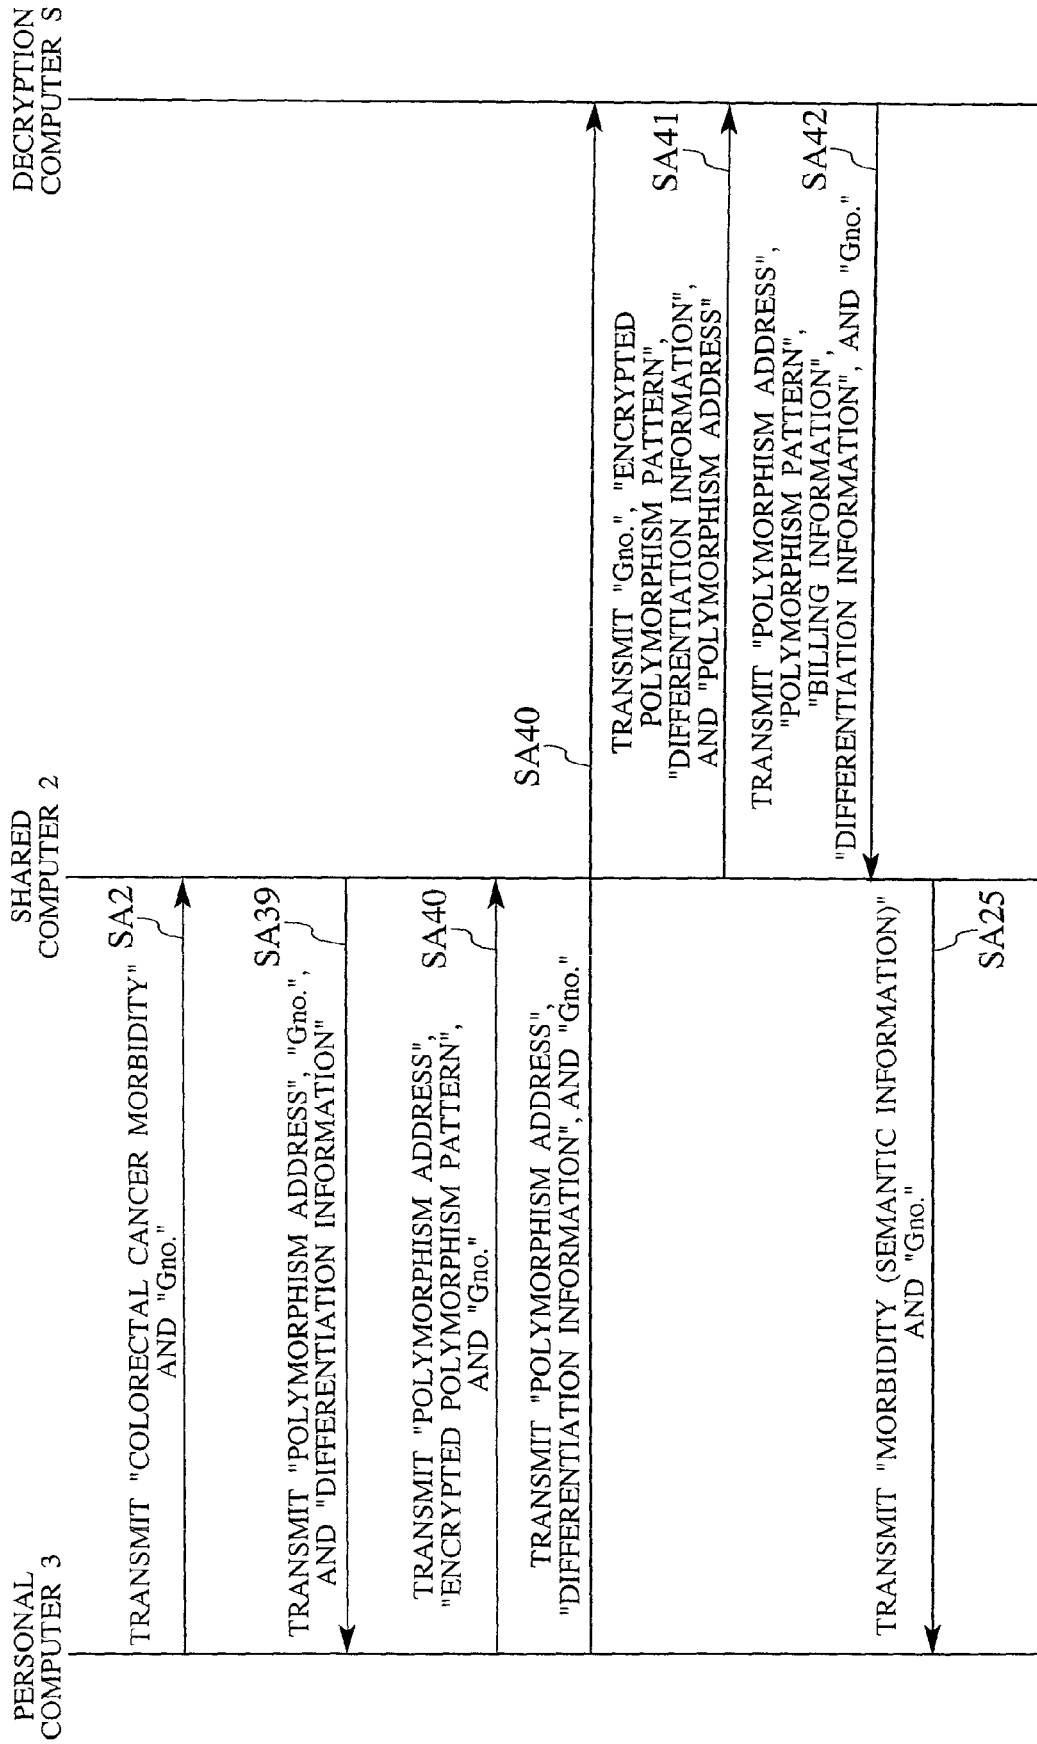 PERSONAL
COMPUTER 3
SHARED
COMPUTER 2
DECRYPTION
COMPUTER S
TRANSMIT "COLORECTAL CANCER MORBIDITY"
AND "Gno."
SA2
TRANSMIT "POLYMORPHISM ADDRESS", "Gno.",
AND "DIFFERENTIATION INFORMATION"
SA39
TRANSMIT "POLYMORPHISM ADDRESS",
"ENCRYPTED POLYMORPHISM PATTERN",
AND "Gno."
SA40
TRANSMIT "POLYMORPHISM ADDRESS",
"DIFFERENTIATION INFORMATION", AND "Gno."
SA40
TRANSMIT "Gno.", "ENCRYPTED
POLYMORPHISM PATTERN",
"DIFFERENTIATION INFORMATION",
AND "POLYMORPHISM ADDRESS"
SA41
TRANSMIT "POLYMORPHISM ADDRESS",
"POLYMORPHISM PATTERN",
"BILLING INFORMATION",
"DIFFERENTIATION INFORMATION", AND "Gno."
SA42
TRANSMIT "MORBIDITY (SEMANTIC INFORMATION)"
AND "Gno."
SA25